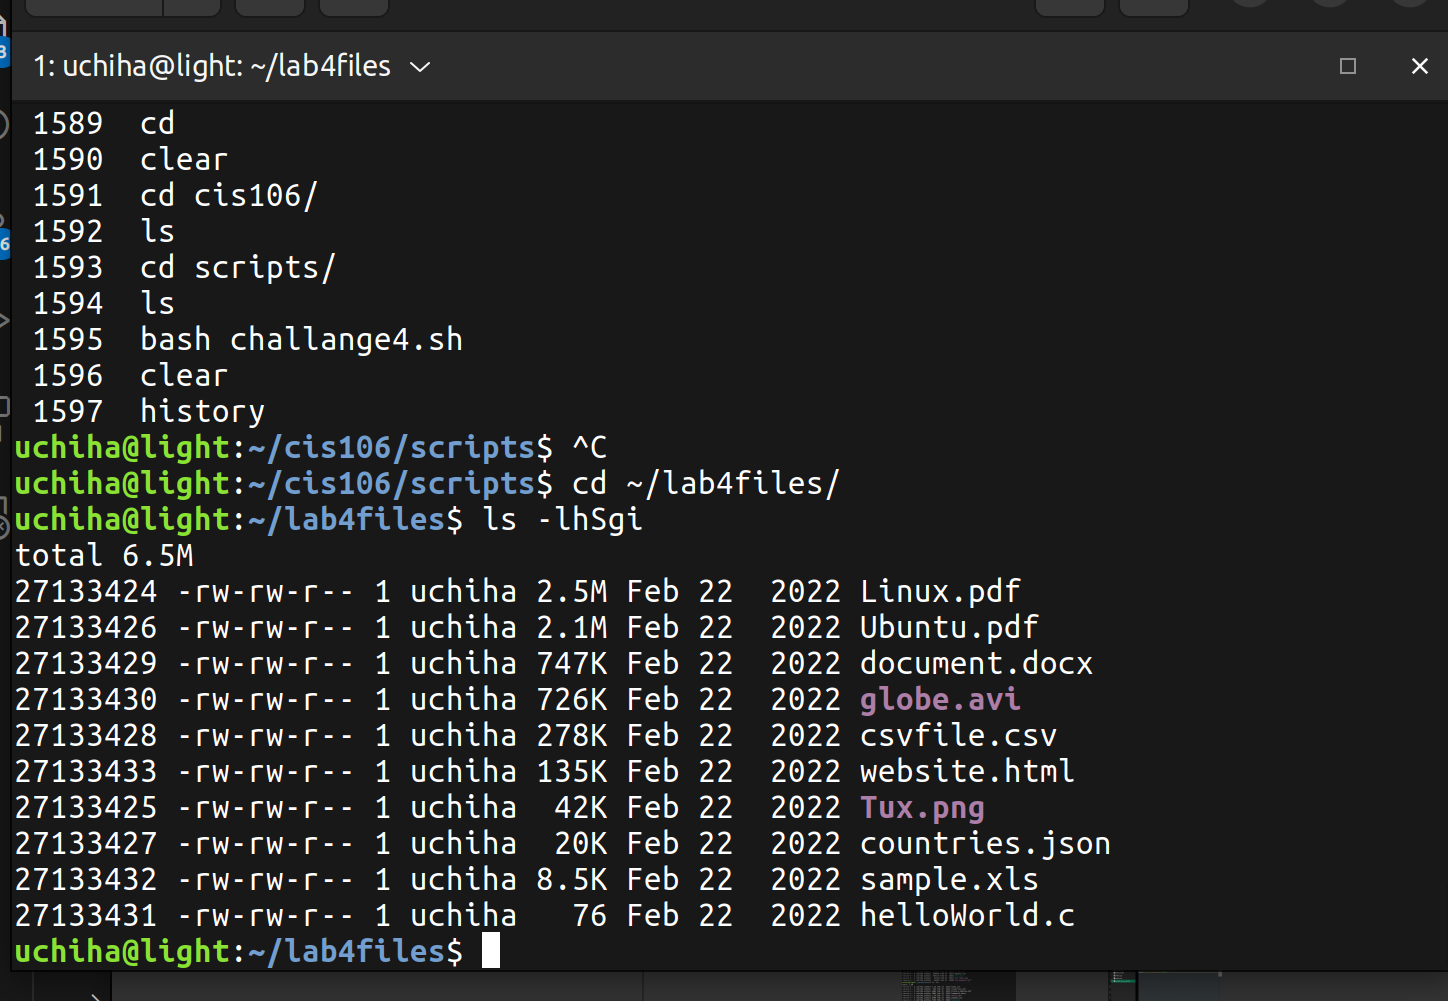 1: uchiha@light: ~/lab4files
1589  cd
1590  clear
1591  cd cis106/
1592  ls
1593  cd scripts/
1594  ls
1595  bash challange4.sh
1596  clear
1597  history
uchiha@light:~/cis106/scripts$ ^C
uchiha@light:~/cis106/scripts$ cd ~/lab4files/
uchiha@light:~/lab4files$ ls -lhSgi
total 6.5M
27133424 -rw-rw-r-- 1 uchiha 2.5M Feb 22  2022 Linux.pdf
27133426 -rw-rw-r-- 1 uchiha 2.1M Feb 22  2022 Ubuntu.pdf
27133429 -rw-rw-r-- 1 uchiha 747K Feb 22  2022 document.docx
27133430 -rw-rw-r-- 1 uchiha 726K Feb 22  2022 globe.avi
27133428 -rw-rw-r-- 1 uchiha 278K Feb 22  2022 csvfile.csv
27133433 -rw-rw-r-- 1 uchiha 135K Feb 22  2022 website.html
27133425 -rw-rw-r-- 1 uchiha  42K Feb 22  2022 Tux.png
27133427 -rw-rw-r-- 1 uchiha  20K Feb 22  2022 countries.json
27133432 -rw-rw-r-- 1 uchiha 8.5K Feb 22  2022 sample.xls
27133431 -rw-rw-r-- 1 uchiha   76 Feb 22  2022 helloWorld.c
uchiha@light:~/lab4files$